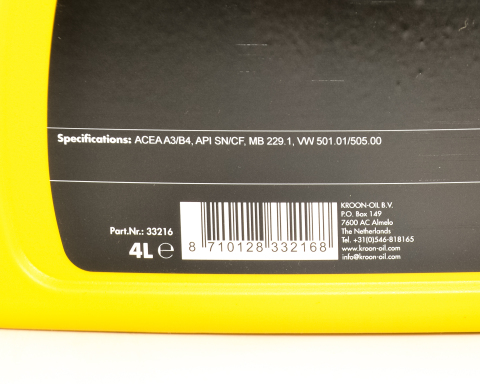 Specifications: ACEA A3/B4, API SN/CF, MB 229.1, VW 501.01/505.00
Part.Nr.: 33216
4L ℮
8 710128 332168
KROON-OIL B.V.
P.O. Box 149
7600 AC Almelo
The Netherlands
Tel. +31(0)546-818165
www.kroon-oil.com
info@kroon-oil.com